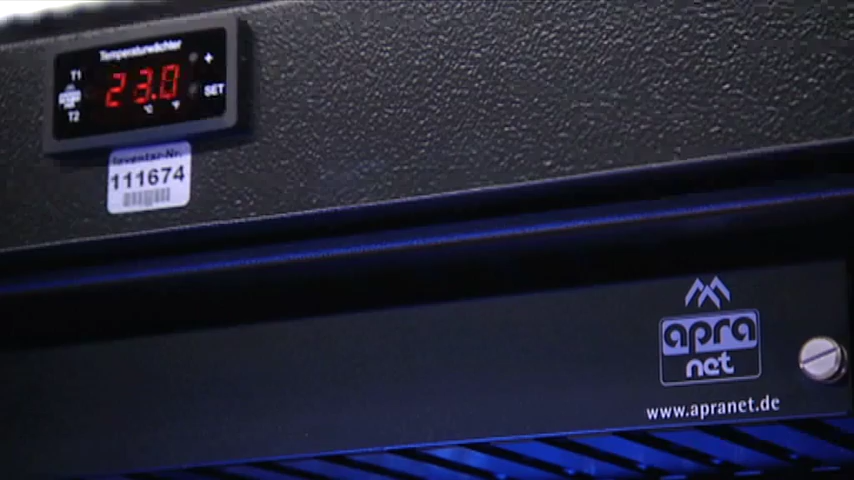 Temperaturwächter
T1
23.0
+
SET
T2
°C °F
Inventar-Nr.
111674
apra
net
www.apranet.de